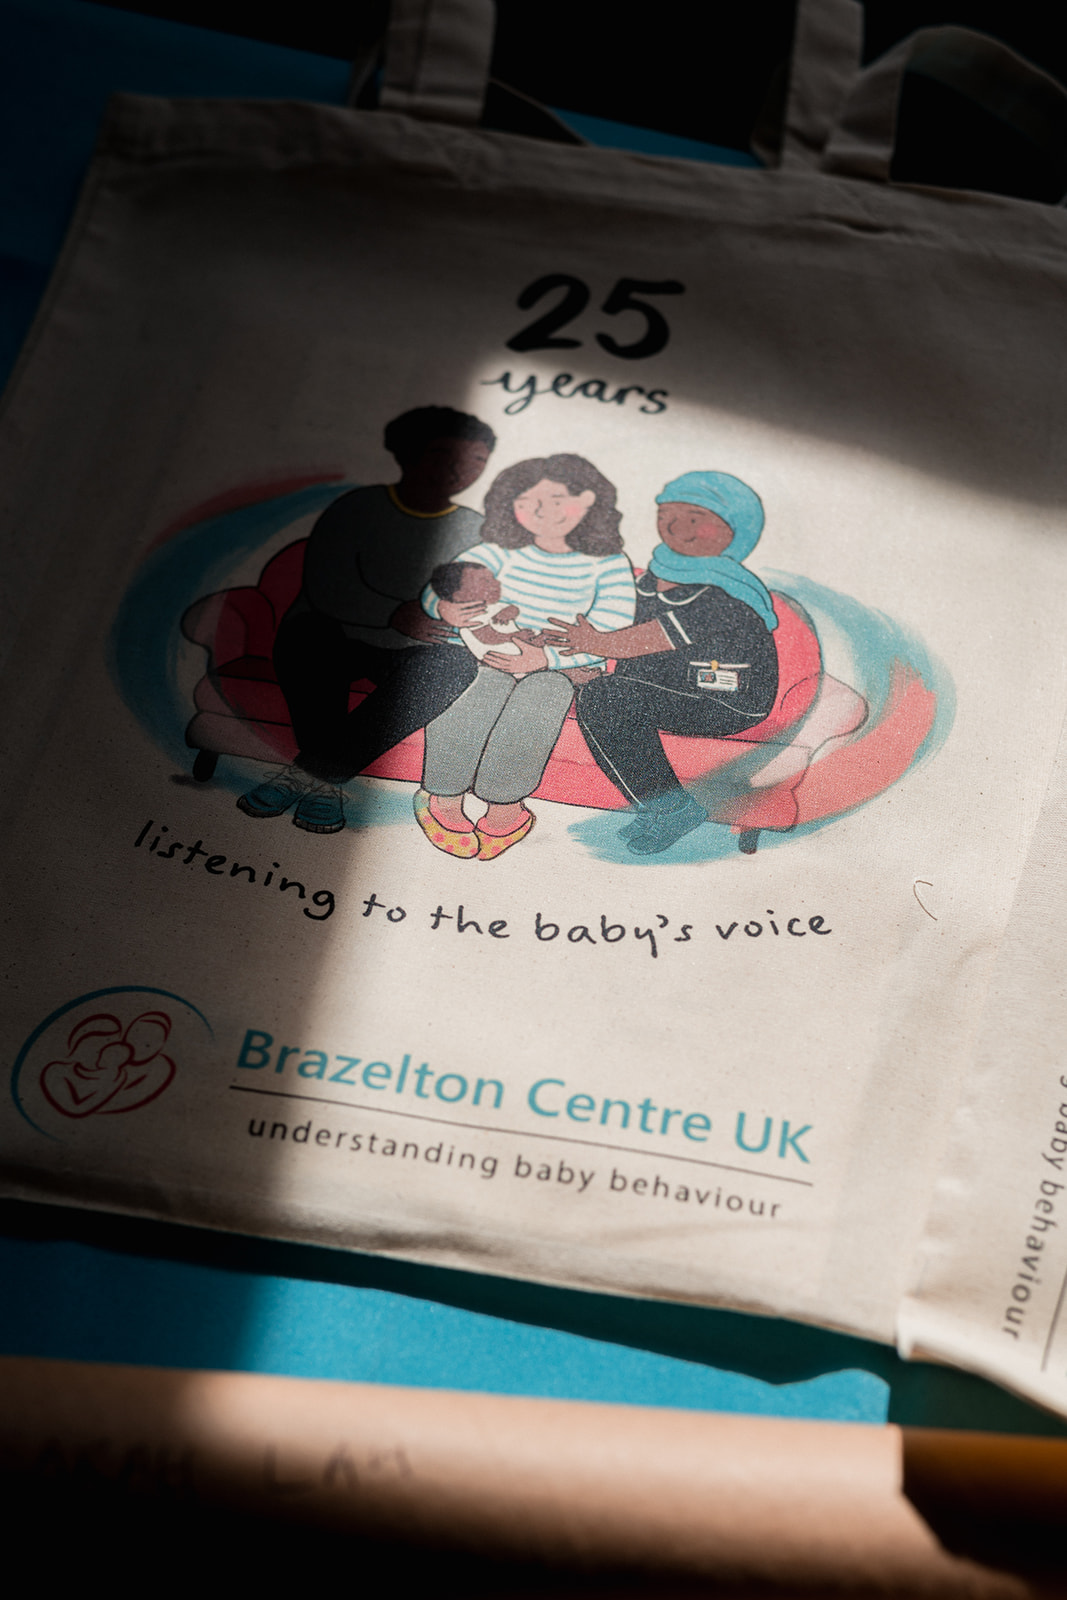 25
years
listening to the baby's voice
Brazelton Centre UK
understanding baby behaviour
baby behaviour